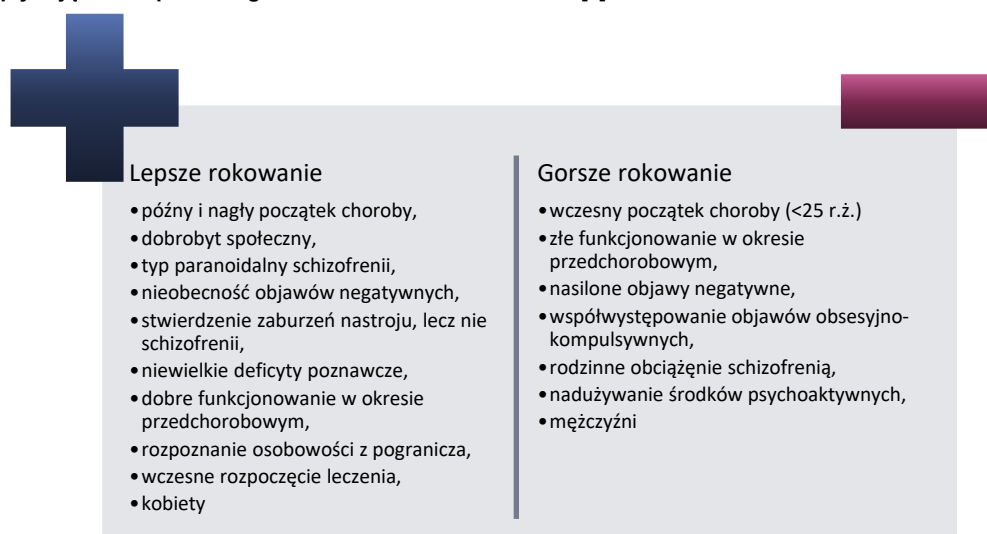 Lepsze rokowanie
•późny i nagły początek choroby,
•dobrobyt społeczny,
•typ paranoidalny schizofrenii,
•nieobecność objawów negatywnych,
•stwierdzenie zaburzeń nastroju, lecz nie
schizofrenii,
•niewielkie deficyty poznawcze,
•dobre funkcjonowanie w okresie
przedchorobowym,
•rozpoznanie osobowości z pogranicza,
•wczesne rozpoczęcie leczenia,
•kobiety
Gorsze rokowanie
•wczesny początek choroby (<25 r.ż.)
•złe funkcjonowanie w okresie
przedchorobowym,
•nasilone objawy negatywne,
•współwystępowanie objawów obsesyjno-
kompulsywnych,
•rodzinne obciążęnie schizofrenią,
•nadużywanie środków psychoaktywnych,
•mężczyźni